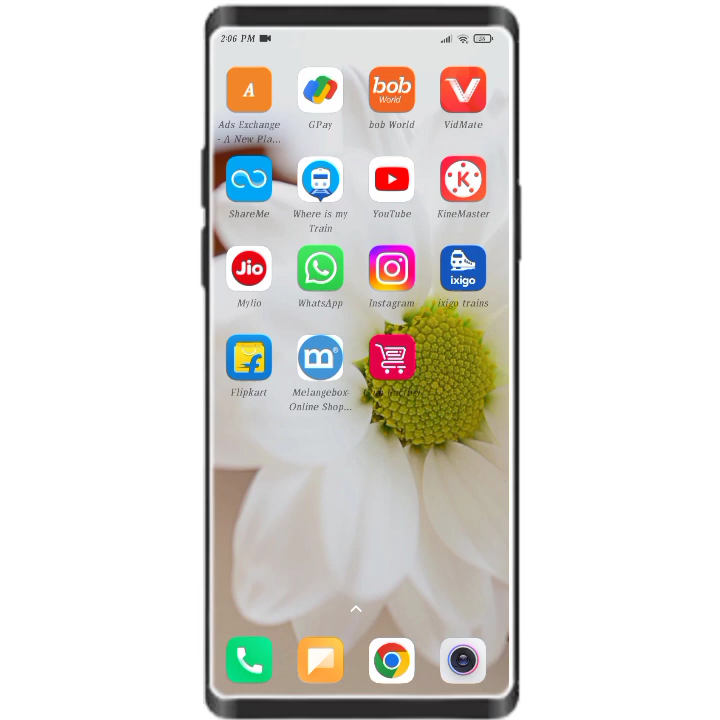 2:06 PM
56
A
Ads Exchange
- A New Pla...
GPay
bob
World
bob World
VidMate
ShareMe
Where is my
Train
YouTube
K
KineMaster
Jio
MyJio
WhatsApp
Instagram
ixigo
ixigo trains
Flipkart
m
Melangebox-
Online Shop...